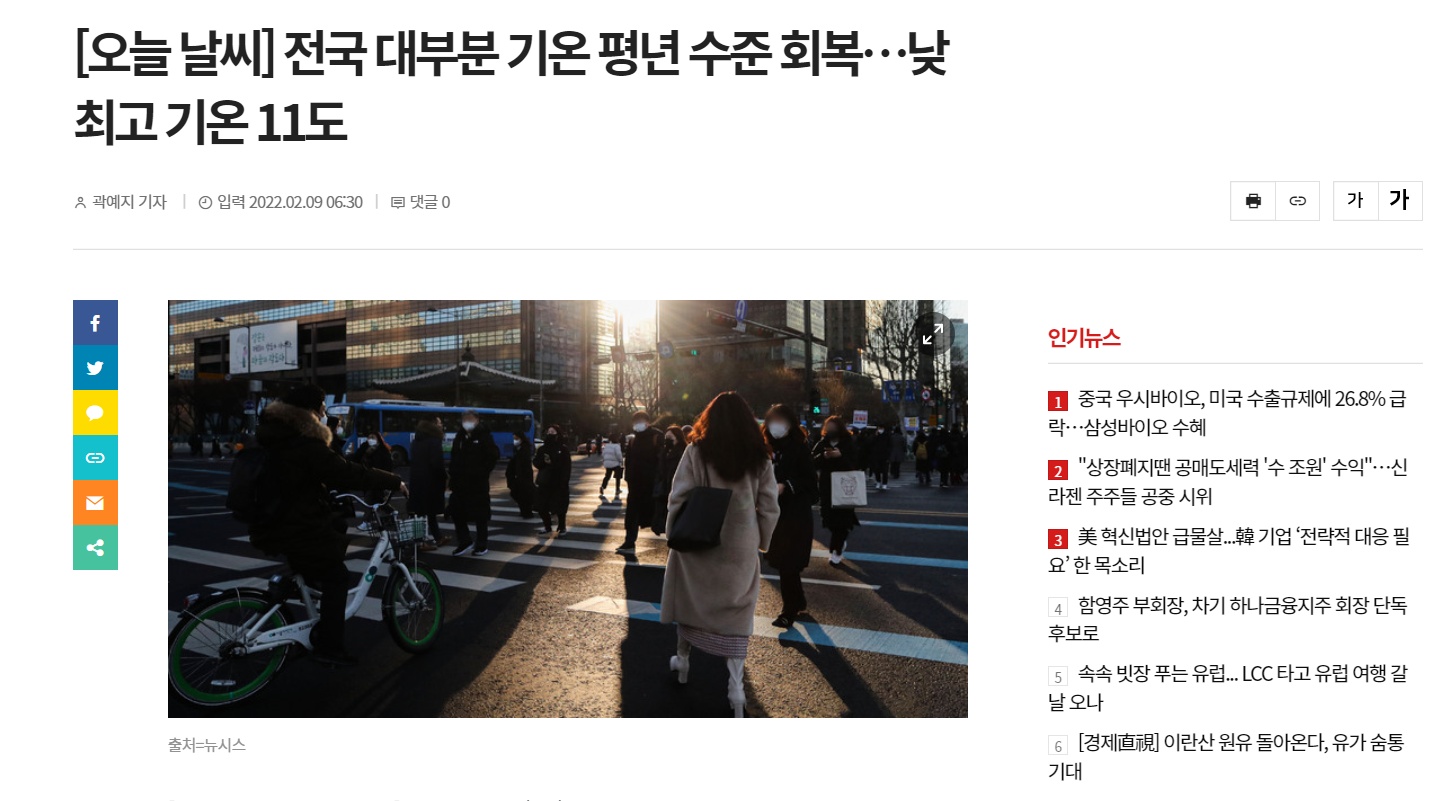 [오늘 날씨] 전국 대부분 기온 평년 수준 회복…낮
최고 기온 11도
곽예지 기자 | 입력 2022.02.09 06:30 | 댓글 0
가 가
인기뉴스
1 중국 우시바이오, 미국 수출규제에 26.8% 급
락…삼성바이오 수혜
2 "상장폐지땐 공매도세력 '수 조원' 수익"…신
라젠 주주들 공중 시위
3 美 혁신법안 급물살...韓 기업 ‘전략적 대응 필
요’ 한 목소리
4 함영주 부회장, 차기 하나금융지주 회장 단독
후보로
5 속속 빗장 푸는 유럽... LCC 타고 유럽 여행 갈
날 오나
6 [경제直視] 이란산 원유 돌아온다, 유가 숨통
기대
출처=뉴시스